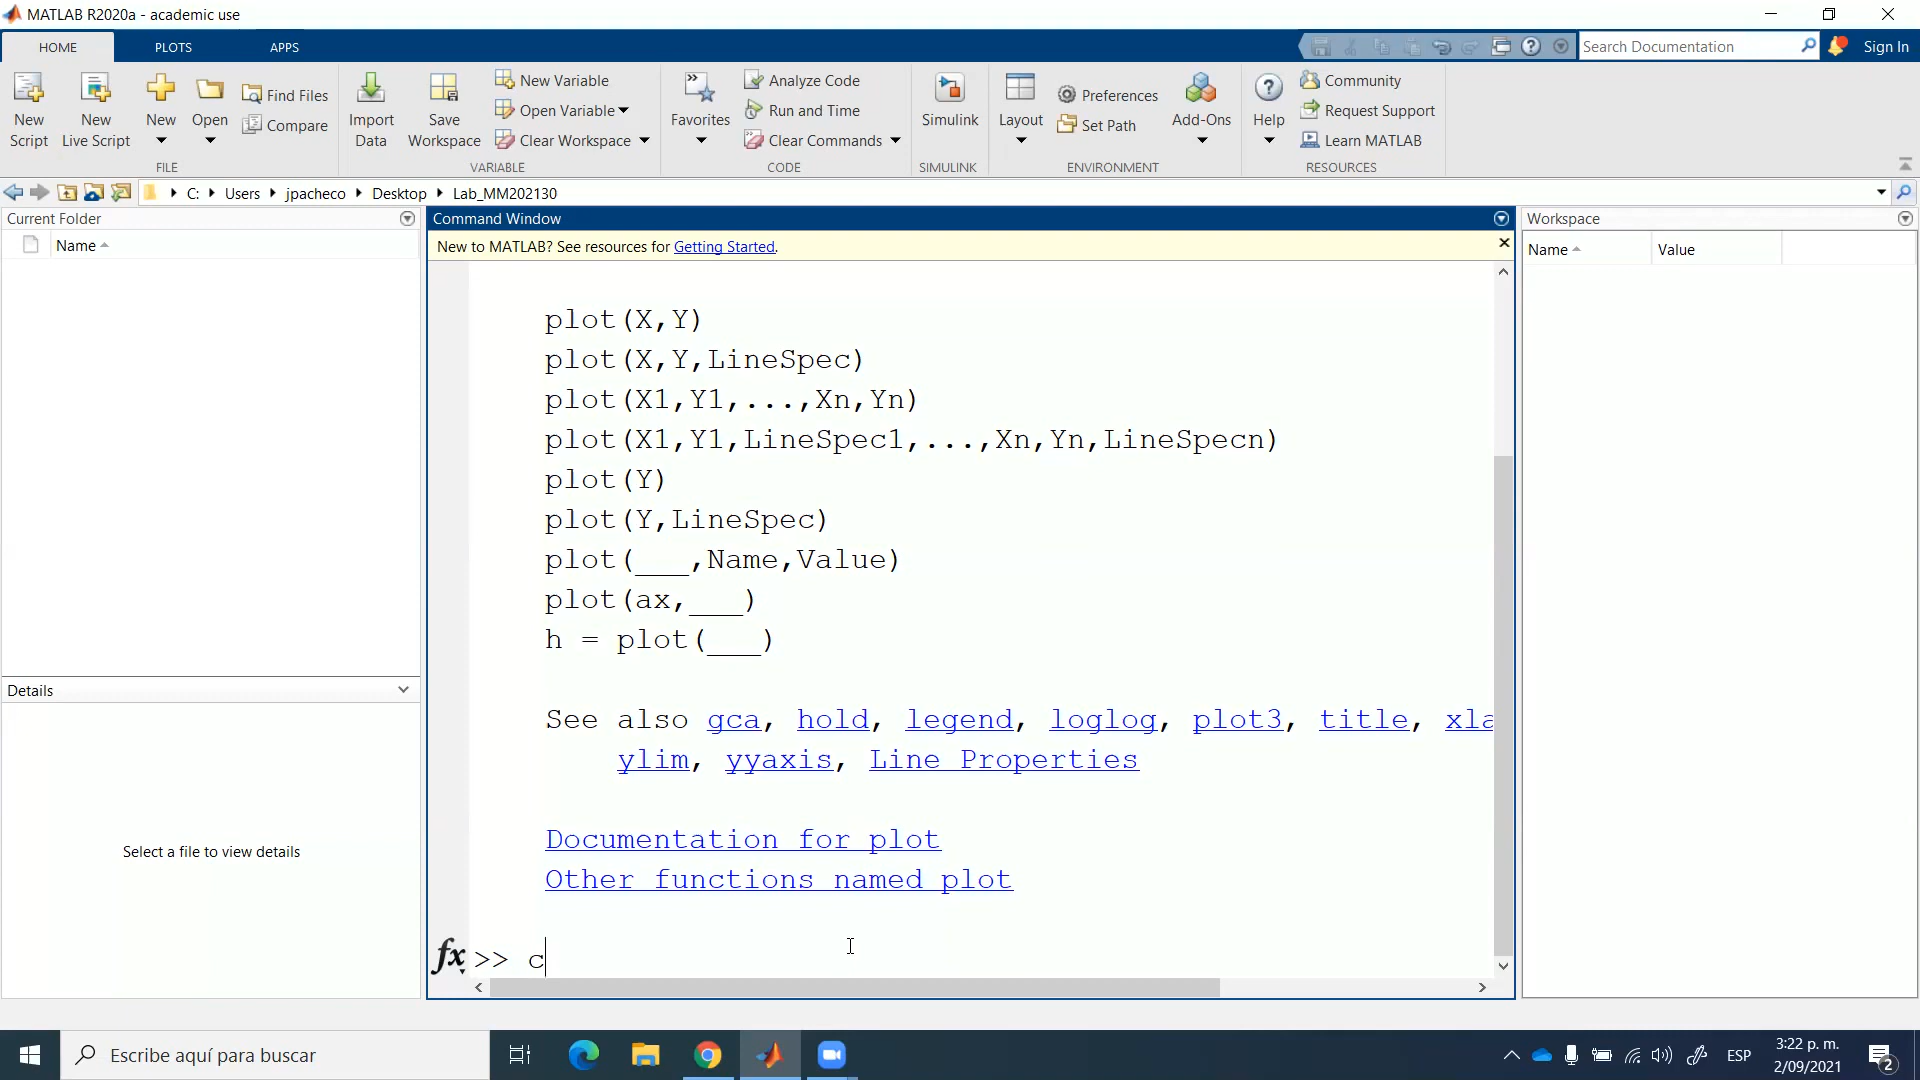 MATLAB R2020a - academic use
HOME PLOTS APPS
Search Documentation
Sign In
New Script
New Live Script
New
Open
Find Files
Compare
FILE
Import Data
Save Workspace
New Variable
Open Variable
Clear Workspace
VARIABLE
Favorites
Analyze Code
Run and Time
Clear Commands
CODE
Simulink
SIMULINK
Layout
Preferences
Set Path
Add-Ons
ENVIRONMENT
Help
Community
Request Support
Learn MATLAB
RESOURCES
C: Users jpacheco Desktop Lab_MM202130
Current Folder
Name
Details
Select a file to view details
Command Window
New to MATLAB? See resources for Getting Started.
plot(X,Y)
plot(X,Y,LineSpec)
plot(X1,Y1,...,Xn,Yn)
plot(X1,Y1,LineSpec1,...,Xn,Yn,LineSpecn)
plot(Y)
plot(Y,LineSpec)
plot(___,Name,Value)
plot(ax,___)
h = plot(___)
See also gca, hold, legend, loglog, plot3, title, xla
ylim, yyaxis, Line Properties
Documentation for plot
Other functions named plot
fx >> c
Workspace
Name Value
Escribe aquí para buscar
ESP
3:22 p. m.
2/09/2021
2